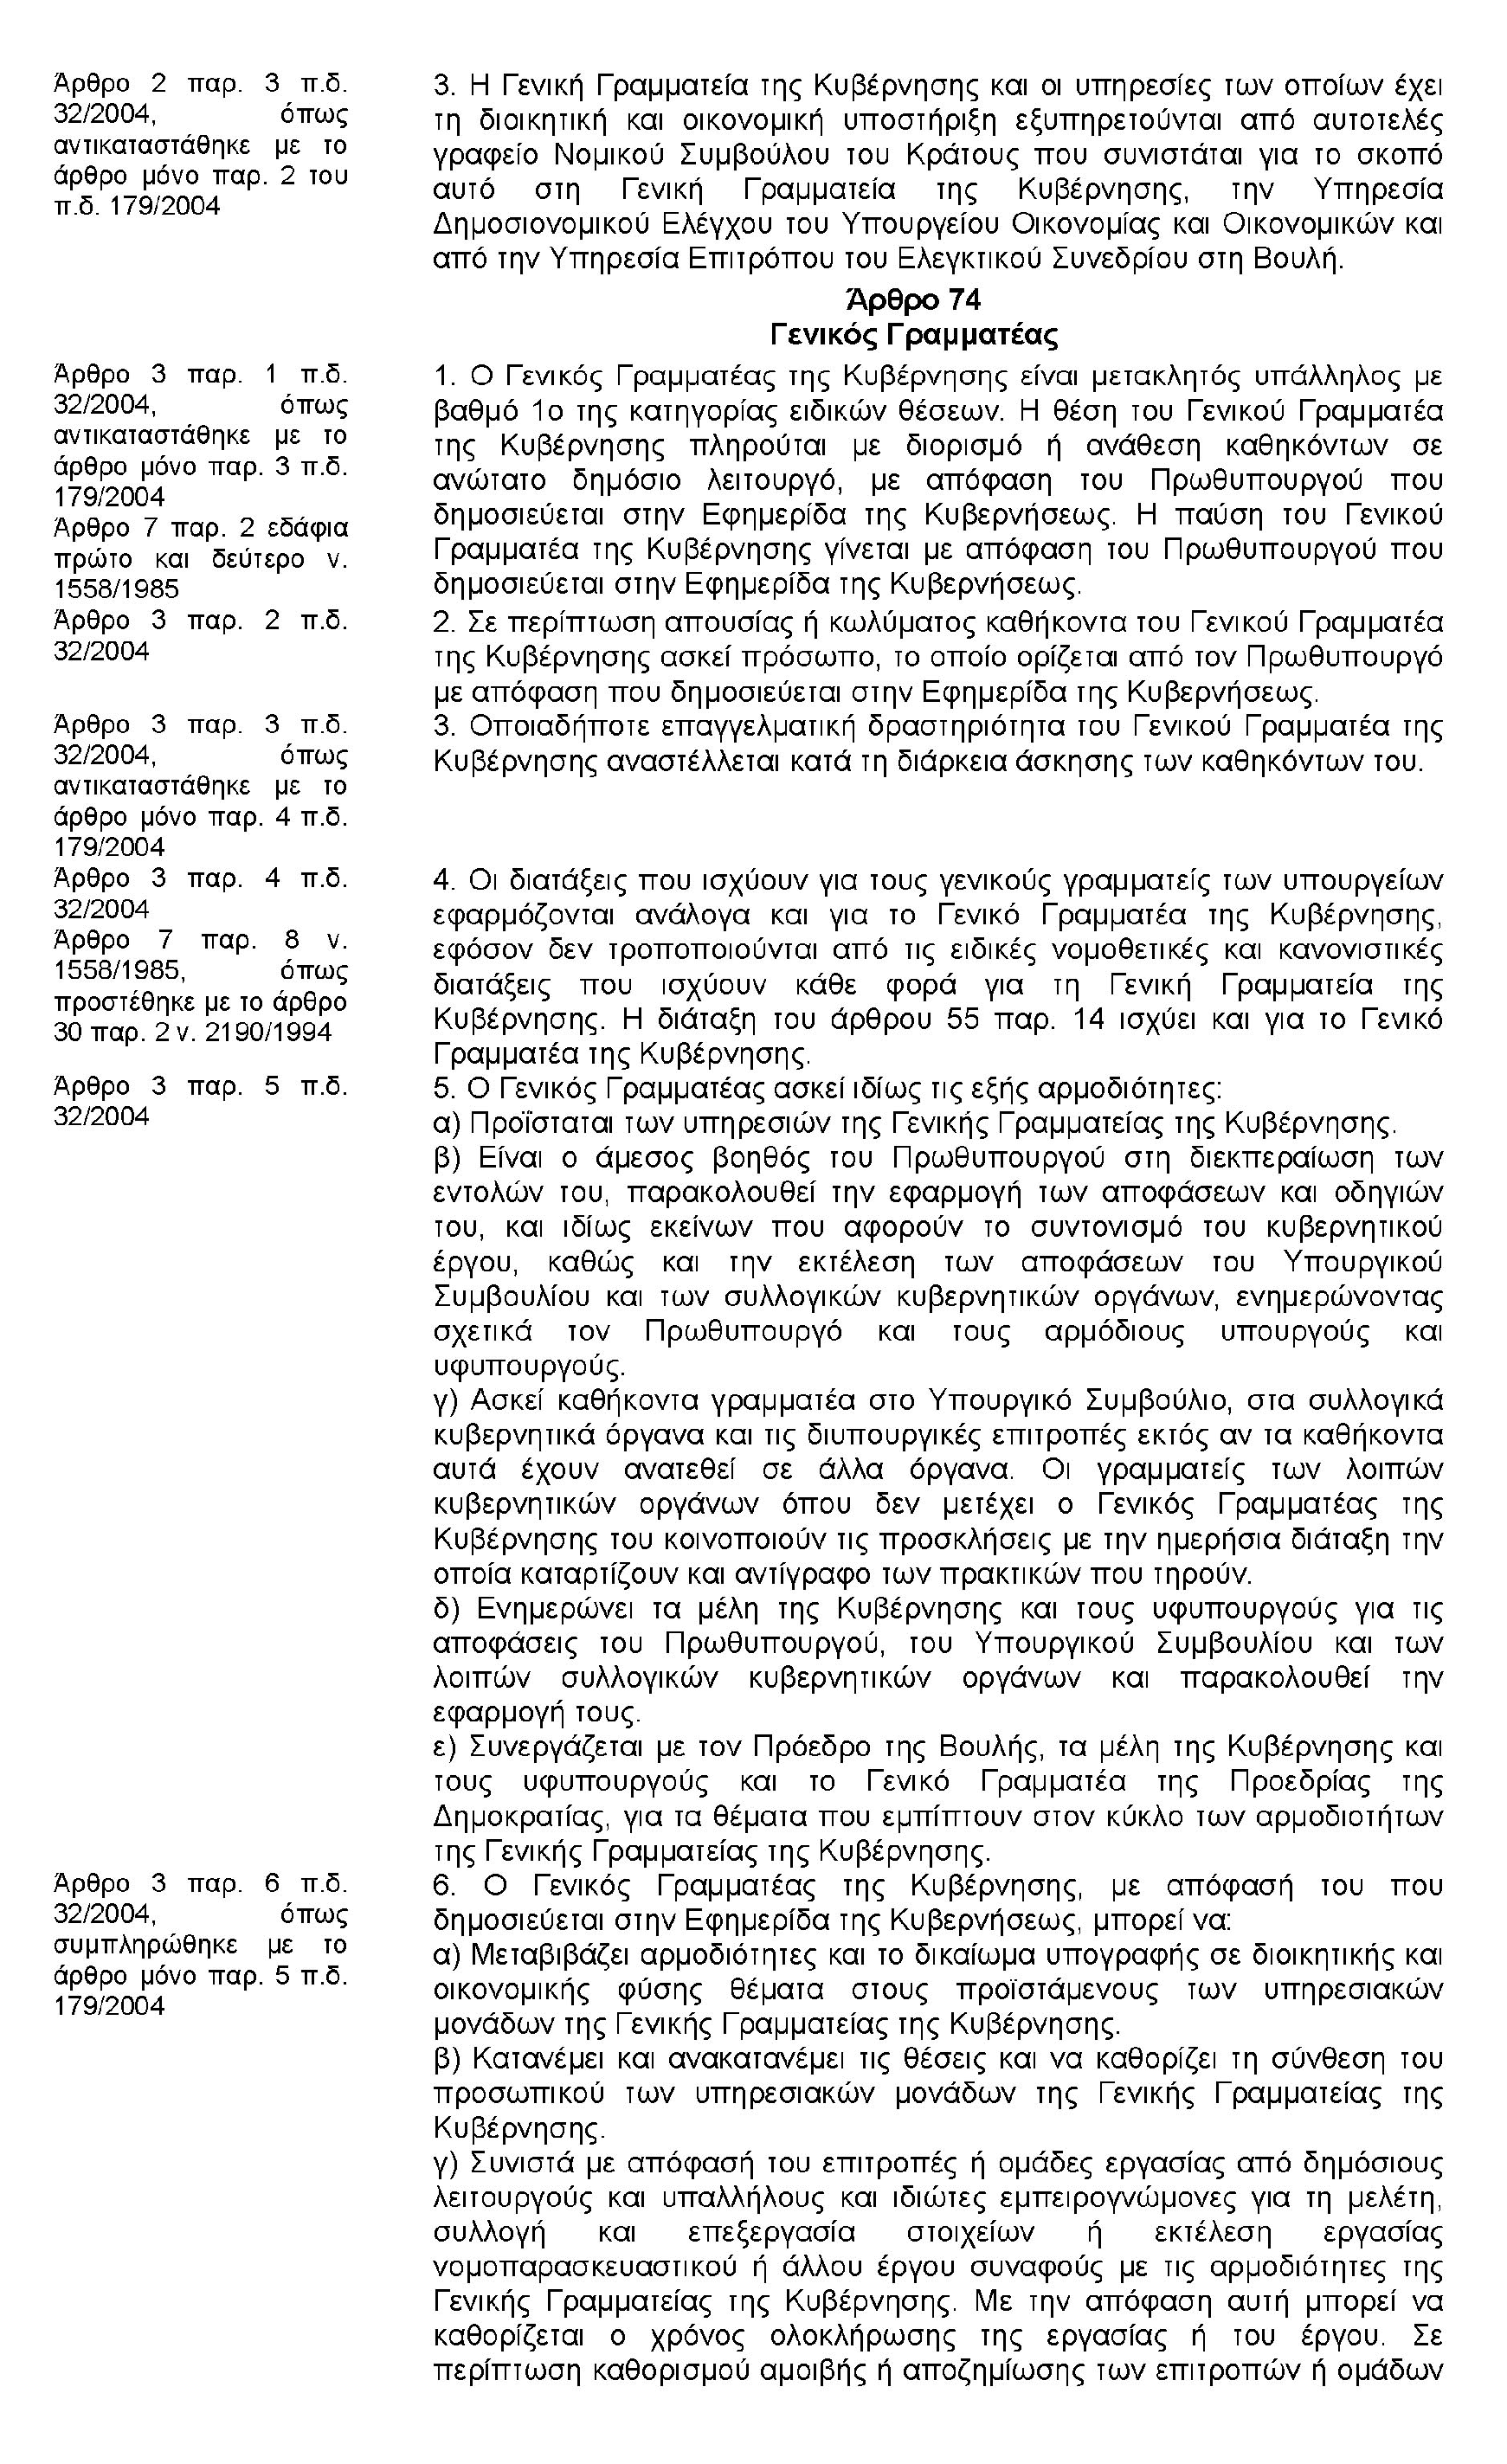 Άρθρο 2 παρ. 3 π.δ.
32/2004, όπως
αντικαταστάθηκε με το
άρθρο μόνο παρ. 2 του
π.δ. 179/2004
3. Η Γενική Γραμματεία της Κυβέρνησης και οι υπηρεσίες των οποίων έχει
τη διοικητική και οικονομική υποστήριξη εξυπηρετούνται από αυτοτελές
γραφείο Νομικού Συμβούλου του Κράτους που συνιστάται για το σκοπό
αυτό στη Γενική Γραμματεία της Κυβέρνησης, την Υπηρεσία
Δημοσιονομικού Ελέγχου του Υπουργείου Οικονομίας και Οικονομικών και
από την Υπηρεσία Επιτρόπου του Ελεγκτικού Συνεδρίου στη Βουλή.
Άρθρο 74
Γενικός Γραμματέας
Άρθρο 3 παρ. 1 π.δ.
32/2004, όπως
αντικαταστάθηκε με το
άρθρο μόνο παρ. 3 π.δ.
179/2004
Άρθρο 7 παρ. 2 εδάφια
πρώτο και δεύτερο ν.
1558/1985
1. Ο Γενικός Γραμματέας της Κυβέρνησης είναι μετακλητός υπάλληλος με
βαθμό 1ο της κατηγορίας ειδικών θέσεων. Η θέση του Γενικού Γραμματέα
της Κυβέρνησης πληρούται με διορισμό ή ανάθεση καθηκόντων σε
ανώτατο δημόσιο λειτουργό, με απόφαση του Πρωθυπουργού που
δημοσιεύεται στην Εφημερίδα της Κυβερνήσεως. Η παύση του Γενικού
Γραμματέα της Κυβέρνησης γίνεται με απόφαση του Πρωθυπουργού που
δημοσιεύεται στην Εφημερίδα της Κυβερνήσεως.
Άρθρο 3 παρ. 2 π.δ.
32/2004
2. Σε περίπτωση απουσίας ή κωλύματος καθήκοντα του Γενικού Γραμματέα
της Κυβέρνησης ασκεί πρόσωπο, το οποίο ορίζεται από τον Πρωθυπουργό
με απόφαση που δημοσιεύεται στην Εφημερίδα της Κυβερνήσεως.
Άρθρο 3 παρ. 3 π.δ.
32/2004, όπως
αντικαταστάθηκε με το
άρθρο μόνο παρ. 4 π.δ.
179/2004
3. Οποιαδήποτε επαγγελματική δραστηριότητα του Γενικού Γραμματέα της
Κυβέρνησης αναστέλλεται κατά τη διάρκεια άσκησης των καθηκόντων του.
Άρθρο 3 παρ. 4 π.δ.
32/2004
Άρθρο 7 παρ. 8 ν.
1558/1985, όπως
προστέθηκε με το άρθρο
30 παρ. 2 ν. 2190/1994
4. Οι διατάξεις που ισχύουν για τους γενικούς γραμματείς των υπουργείων
εφαρμόζονται ανάλογα και για το Γενικό Γραμματέα της Κυβέρνησης,
εφόσον δεν τροποποιούνται από τις ειδικές νομοθετικές και κανονιστικές
διατάξεις που ισχύουν κάθε φορά για τη Γενική Γραμματεία της
Κυβέρνησης. Η διάταξη του άρθρου 55 παρ. 14 ισχύει και για το Γενικό
Γραμματέα της Κυβέρνησης.
Άρθρο 3 παρ. 5 π.δ.
32/2004
5. Ο Γενικός Γραμματέας ασκεί ιδίως τις εξής αρμοδιότητες:
α) Προΐσταται των υπηρεσιών της Γενικής Γραμματείας της Κυβέρνησης.
β) Είναι ο άμεσος βοηθός του Πρωθυπουργού στη διεκπεραίωση των
εντολών του, παρακολουθεί την εφαρμογή των αποφάσεων και οδηγιών
του, και ιδίως εκείνων που αφορούν το συντονισμό του κυβερνητικού
έργου, καθώς και την εκτέλεση των αποφάσεων του Υπουργικού
Συμβουλίου και των συλλογικών κυβερνητικών οργάνων, ενημερώνοντας
σχετικά τον Πρωθυπουργό και τους αρμόδιους υπουργούς και
υφυπουργούς.
γ) Ασκεί καθήκοντα γραμματέα στο Υπουργικό Συμβούλιο, στα συλλογικά
κυβερνητικά όργανα και τις διυπουργικές επιτροπές εκτός αν τα καθήκοντα
αυτά έχουν ανατεθεί σε άλλα όργανα. Οι γραμματείς των λοιπών
κυβερνητικών οργάνων όπου δεν μετέχει ο Γενικός Γραμματέας της
Κυβέρνησης του κοινοποιούν τις προσκλήσεις με την ημερήσια διάταξη την
οποία καταρτίζουν και αντίγραφο των πρακτικών που τηρούν.
δ) Ενημερώνει τα μέλη της Κυβέρνησης και τους υφυπουργούς για τις
αποφάσεις του Πρωθυπουργού, του Υπουργικού Συμβουλίου και των
λοιπών συλλογικών κυβερνητικών οργάνων και παρακολουθεί την
εφαρμογή τους.
ε) Συνεργάζεται με τον Πρόεδρο της Βουλής, τα μέλη της Κυβέρνησης και
τους υφυπουργούς και το Γενικό Γραμματέα της Προεδρίας της
Δημοκρατίας, για τα θέματα που εμπίπτουν στον κύκλο των αρμοδιοτήτων
της Γενικής Γραμματείας της Κυβέρνησης.
Άρθρο 3 παρ. 6 π.δ.
32/2004, όπως
συμπληρώθηκε με το
άρθρο μόνο παρ. 5 π.δ.
179/2004
6. Ο Γενικός Γραμματέας της Κυβέρνησης, με απόφασή του που
δημοσιεύεται στην Εφημερίδα της Κυβερνήσεως, μπορεί να:
α) Μεταβιβάζει αρμοδιότητες και το δικαίωμα υπογραφής σε διοικητικής και
οικονομικής φύσης θέματα στους προϊστάμενους των υπηρεσιακών
μονάδων της Γενικής Γραμματείας της Κυβέρνησης.
β) Κατανέμει και ανακατανέμει τις θέσεις και να καθορίζει τη σύνθεση του
προσωπικού των υπηρεσιακών μονάδων της Γενικής Γραμματείας της
Κυβέρνησης.
γ) Συνιστά με απόφασή του επιτροπές ή ομάδες εργασίας από δημόσιους
λειτουργούς και υπαλλήλους και ιδιώτες εμπειρογνώμονες για τη μελέτη,
συλλογή και επεξεργασία στοιχείων ή εκτέλεση εργασίας
νομοπαρασκευαστικού ή άλλου έργου συναφούς με τις αρμοδιότητες της
Γενικής Γραμματείας της Κυβέρνησης. Με την απόφαση αυτή μπορεί να
καθορίζεται ο χρόνος ολοκλήρωσης της εργασίας ή του έργου. Σε
περίπτωση καθορισμού αμοιβής ή αποζημίωσης των επιτροπών ή ομάδων